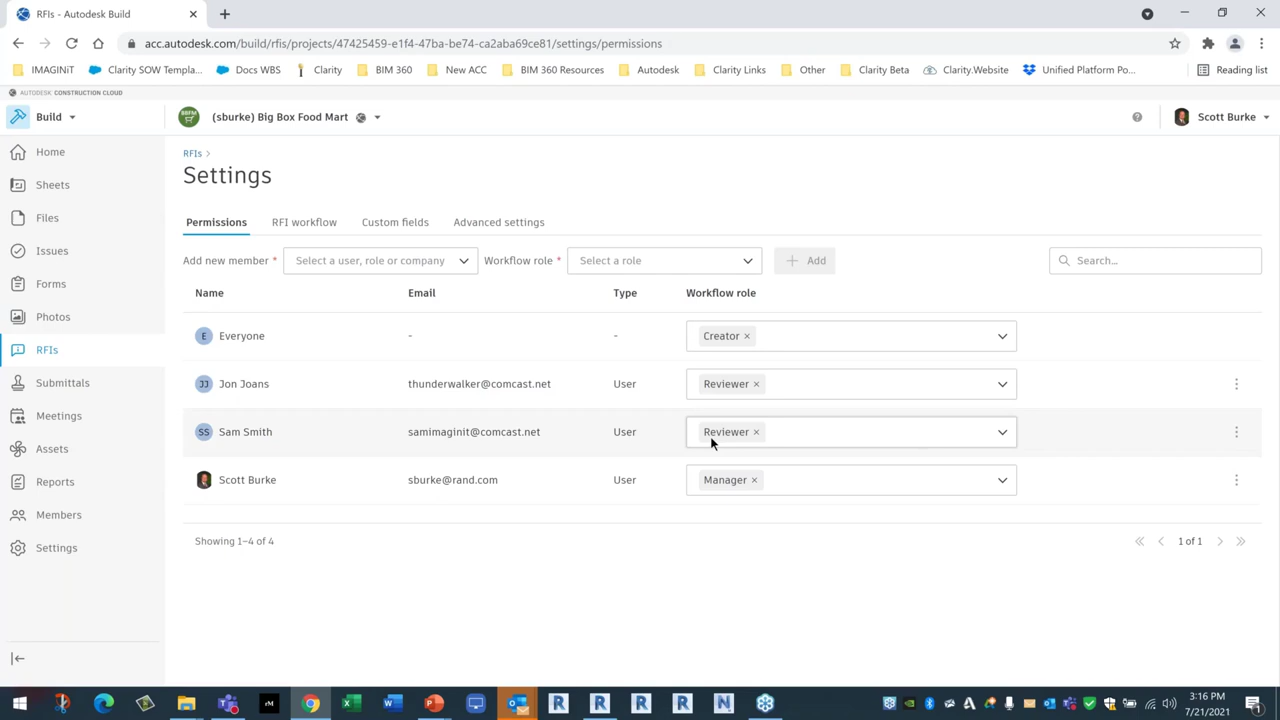 RFIs - Autodesk Build
acc.autodesk.com/build/rfis/projects/47425459-e1f4-47ba-be74-ca2aba69ce81/settings/permissions
IMAGINiT Clarity SOW Templa... Docs WBS Clarity BIM 360 New ACC BIM 360 Resources Autodesk Clarity Links Other Clarity Beta Clarity.Website Unified Platform Po... Reading list
AUTODESK CONSTRUCTION CLOUD
Build
BBFM
(sburke) Big Box Food Mart
Scott Burke
Home
Sheets
Files
Issues
Forms
Photos
RFIs
Submittals
Meetings
Assets
Reports
Members
Settings
RFIs
Settings
Permissions RFI workflow Custom fields Advanced settings
Add new member * Select a user, role or company Workflow role * Select a role + Add Search...
Name Email Type Workflow role
E Everyone - - Creator ×
JJ Jon Joans thunderwalker@comcast.net User Reviewer ×
SS Sam Smith samimaginit@comcast.net User Reviewer ×
Scott Burke sburke@rand.com User Manager ×
Showing 1–4 of 4 1 of 1
3:16 PM
7/21/2021